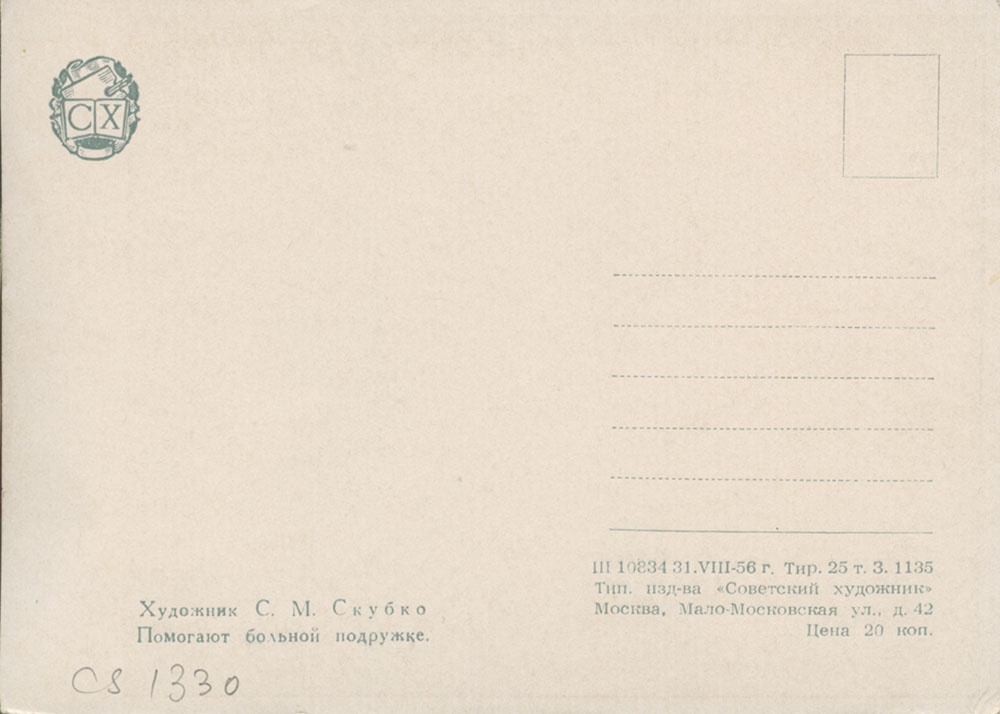 СХ
Ш 10834 31.VIII-56 г. Тир. 25 т. З. 1135
Тип. изд-ва «Советский художник»
Москва, Мало-Московская ул., д. 42
Цена 20 коп.
Художник С. М. Скубко
Помогают больной подружке.
CS 1330